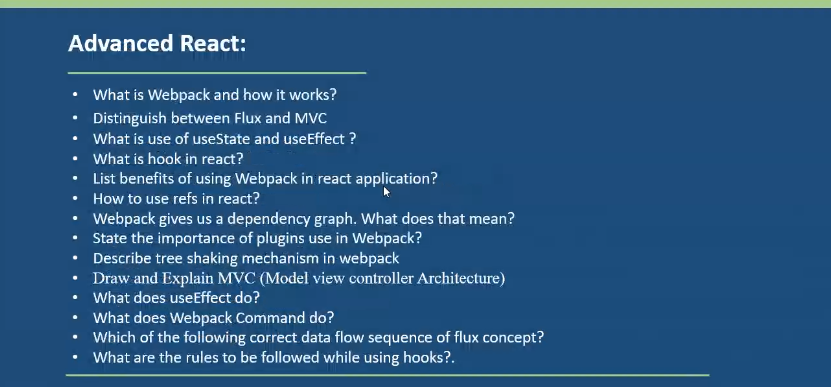 Advanced React:
• What is Webpack and how it works?
• Distinguish between Flux and MVC
• What is use of useState and useEffect ?
• What is hook in react?
• List benefits of using Webpack in react application?
• How to use refs in react?
• Webpack gives us a dependency graph. What does that mean?
• State the importance of plugins use in Webpack?
• Describe tree shaking mechanism in webpack
• Draw and Explain MVC (Model view controller Architecture)
• What does useEffect do?
• What does Webpack Command do?
• Which of the following correct data flow sequence of flux concept?
• What are the rules to be followed while using hooks?.